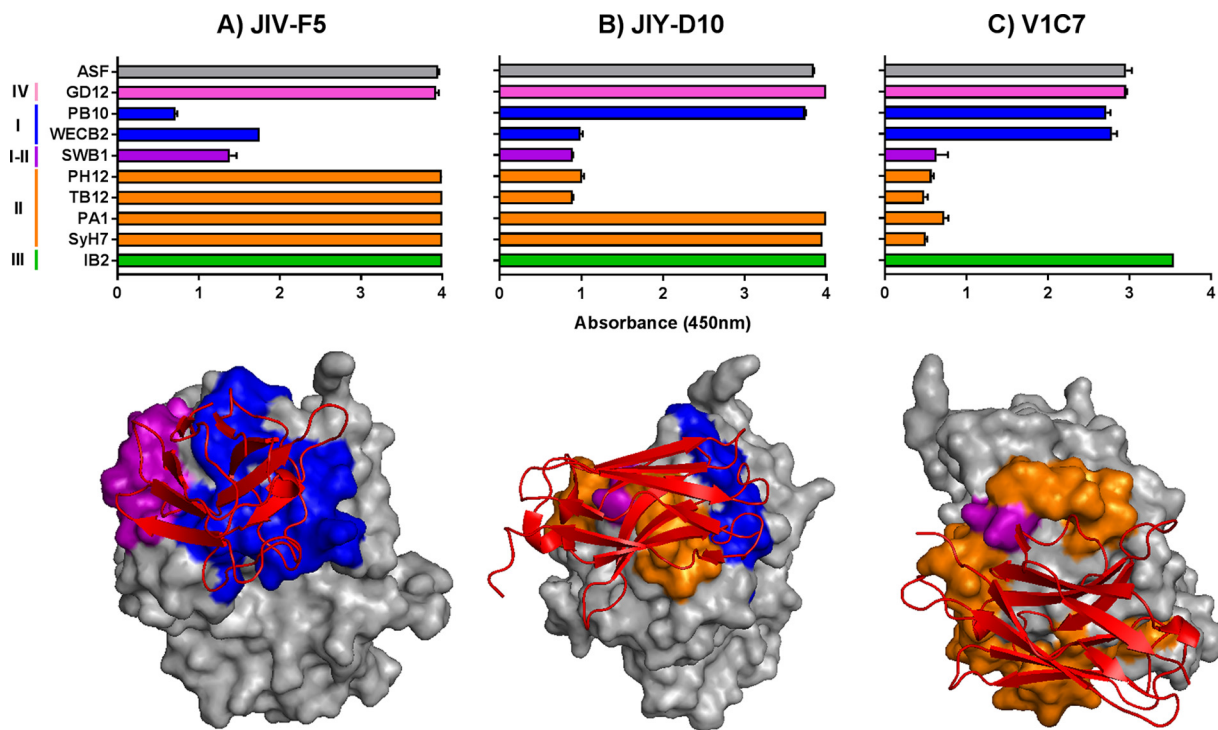 A) JIV-F5
B) JIY-D10
C) V1C7
ASF
IV GD12
PB10
I
WECB2
I-II SWB1
PH12
TB12
II
PA1
SyH7
III IB2
0 1 2 3 4
0 1 2 3 4
0 1 2 3 4
Absorbance (450nm)